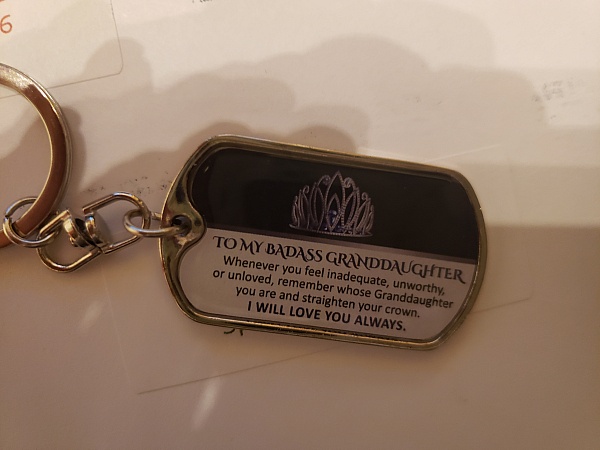 6
TO MY BADASS GRANDDAUGHTER
Whenever you feel inadequate, unworthy,
or unloved, remember whose Granddaughter
you are and straighten your crown.
I WILL LOVE YOU ALWAYS.